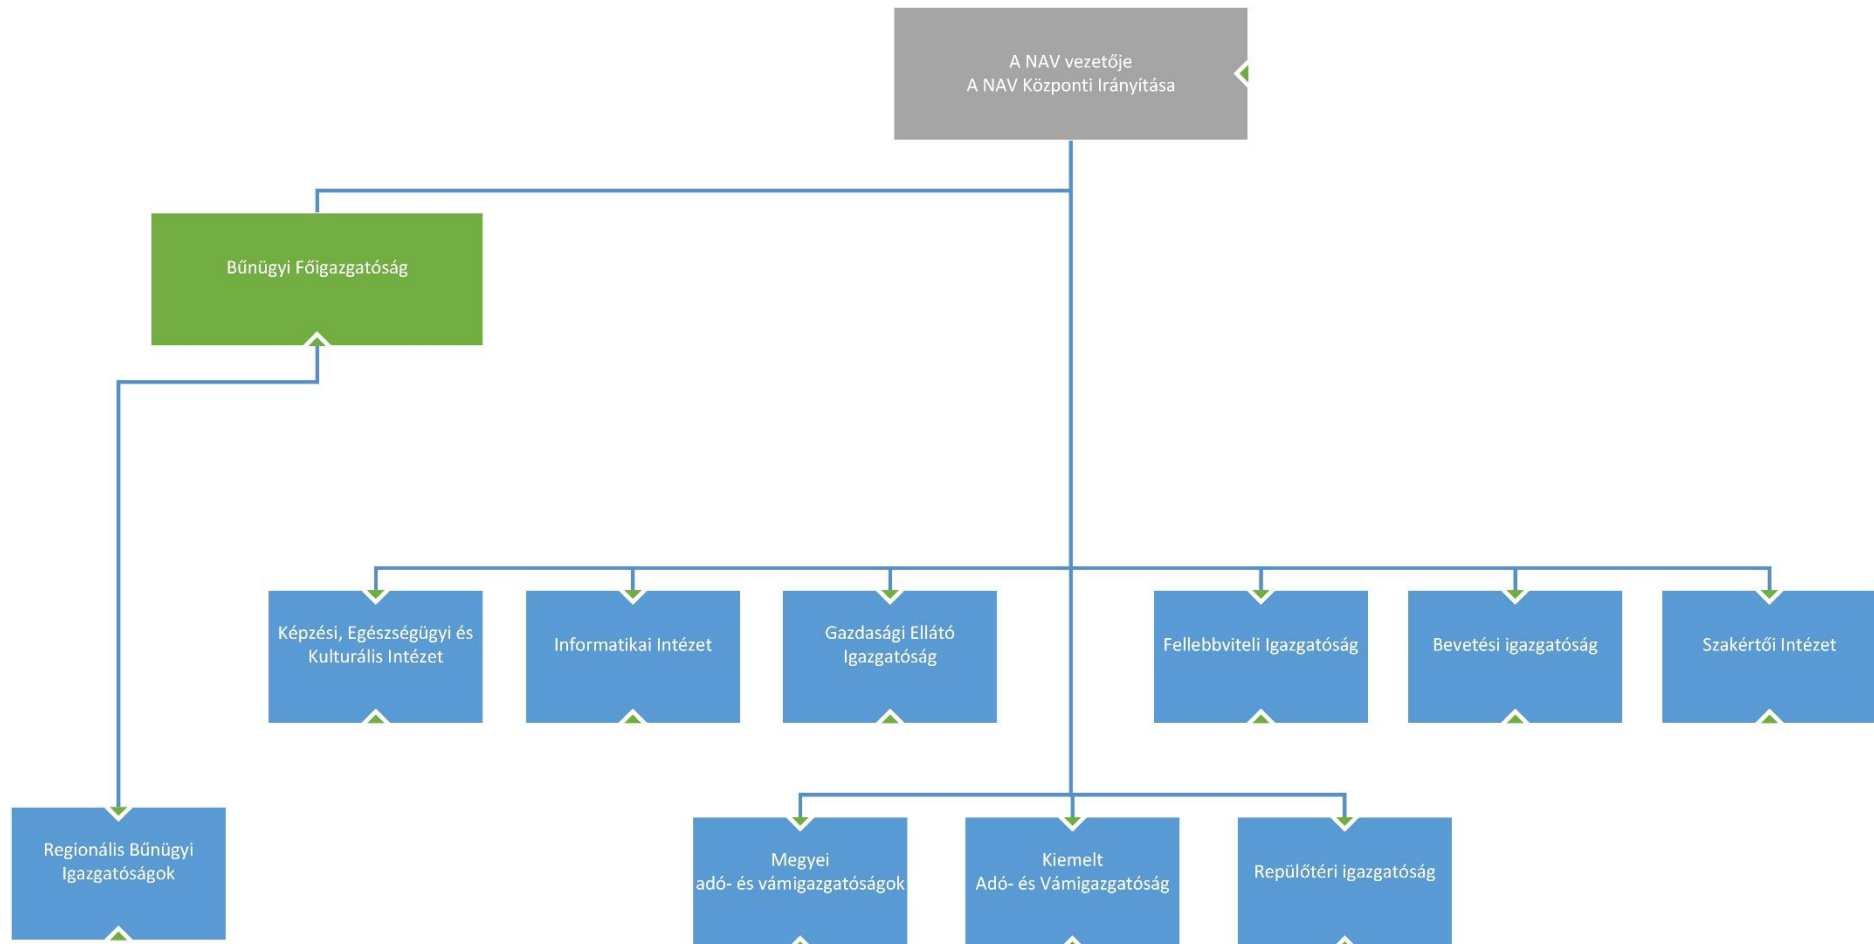 A NAV vezetője
A NAV Központi Irányítása
Bűnügyi Főigazgatóság
Képzési, Egészségügyi és
Kulturális Intézet
Informatikai Intézet
Gazdasági Ellátó
Igazgatóság
Fellebbviteli Igazgatóság
Bevetési igazgatóság
Szakértői Intézet
Regionális Bűnügyi
Igazgatóságok
Megyei
adó- és vámigazgatóságok
Kiemelt
Adó- és Vámigazgatóság
Repülőtéri igazgatóság